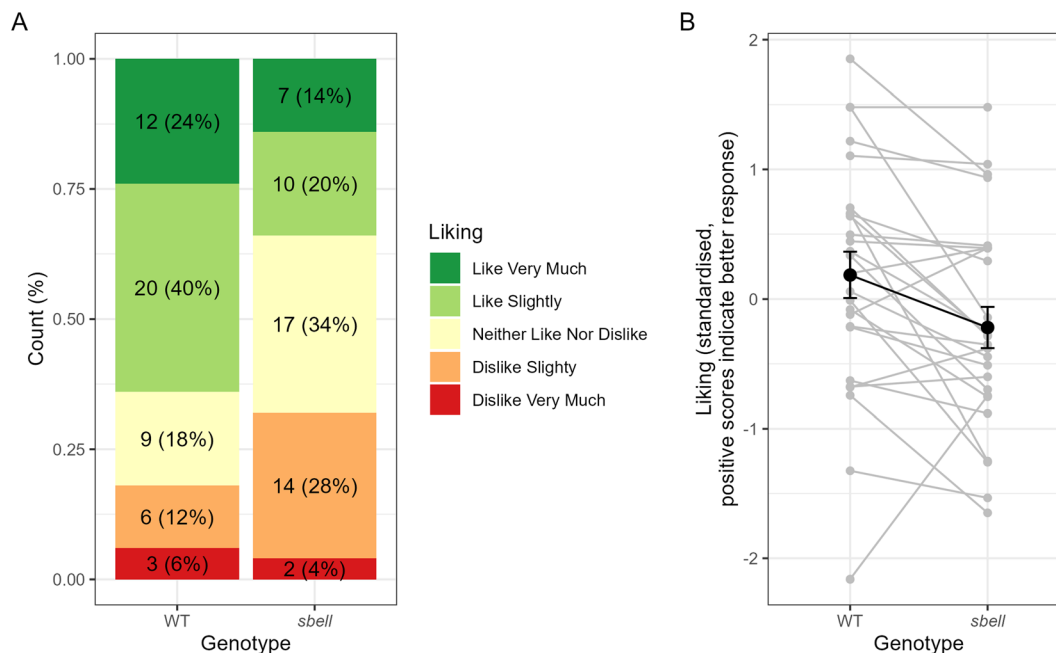 A
Count (%)
1.00
0.75
0.50
0.25
0.00
12 (24%)
20 (40%)
9 (18%)
6 (12%)
3 (6%)
7 (14%)
10 (20%)
17 (34%)
14 (28%)
2 (4%)
WT
sbell
Genotype
Liking
Like Very Much
Like Slightly
Neither Like Nor Dislike
Dislike Slighty
Dislike Very Much
B
Liking (standardised,
positive scores indicate better response)
2
1
0
-1
-2
WT
sbell
Genotype